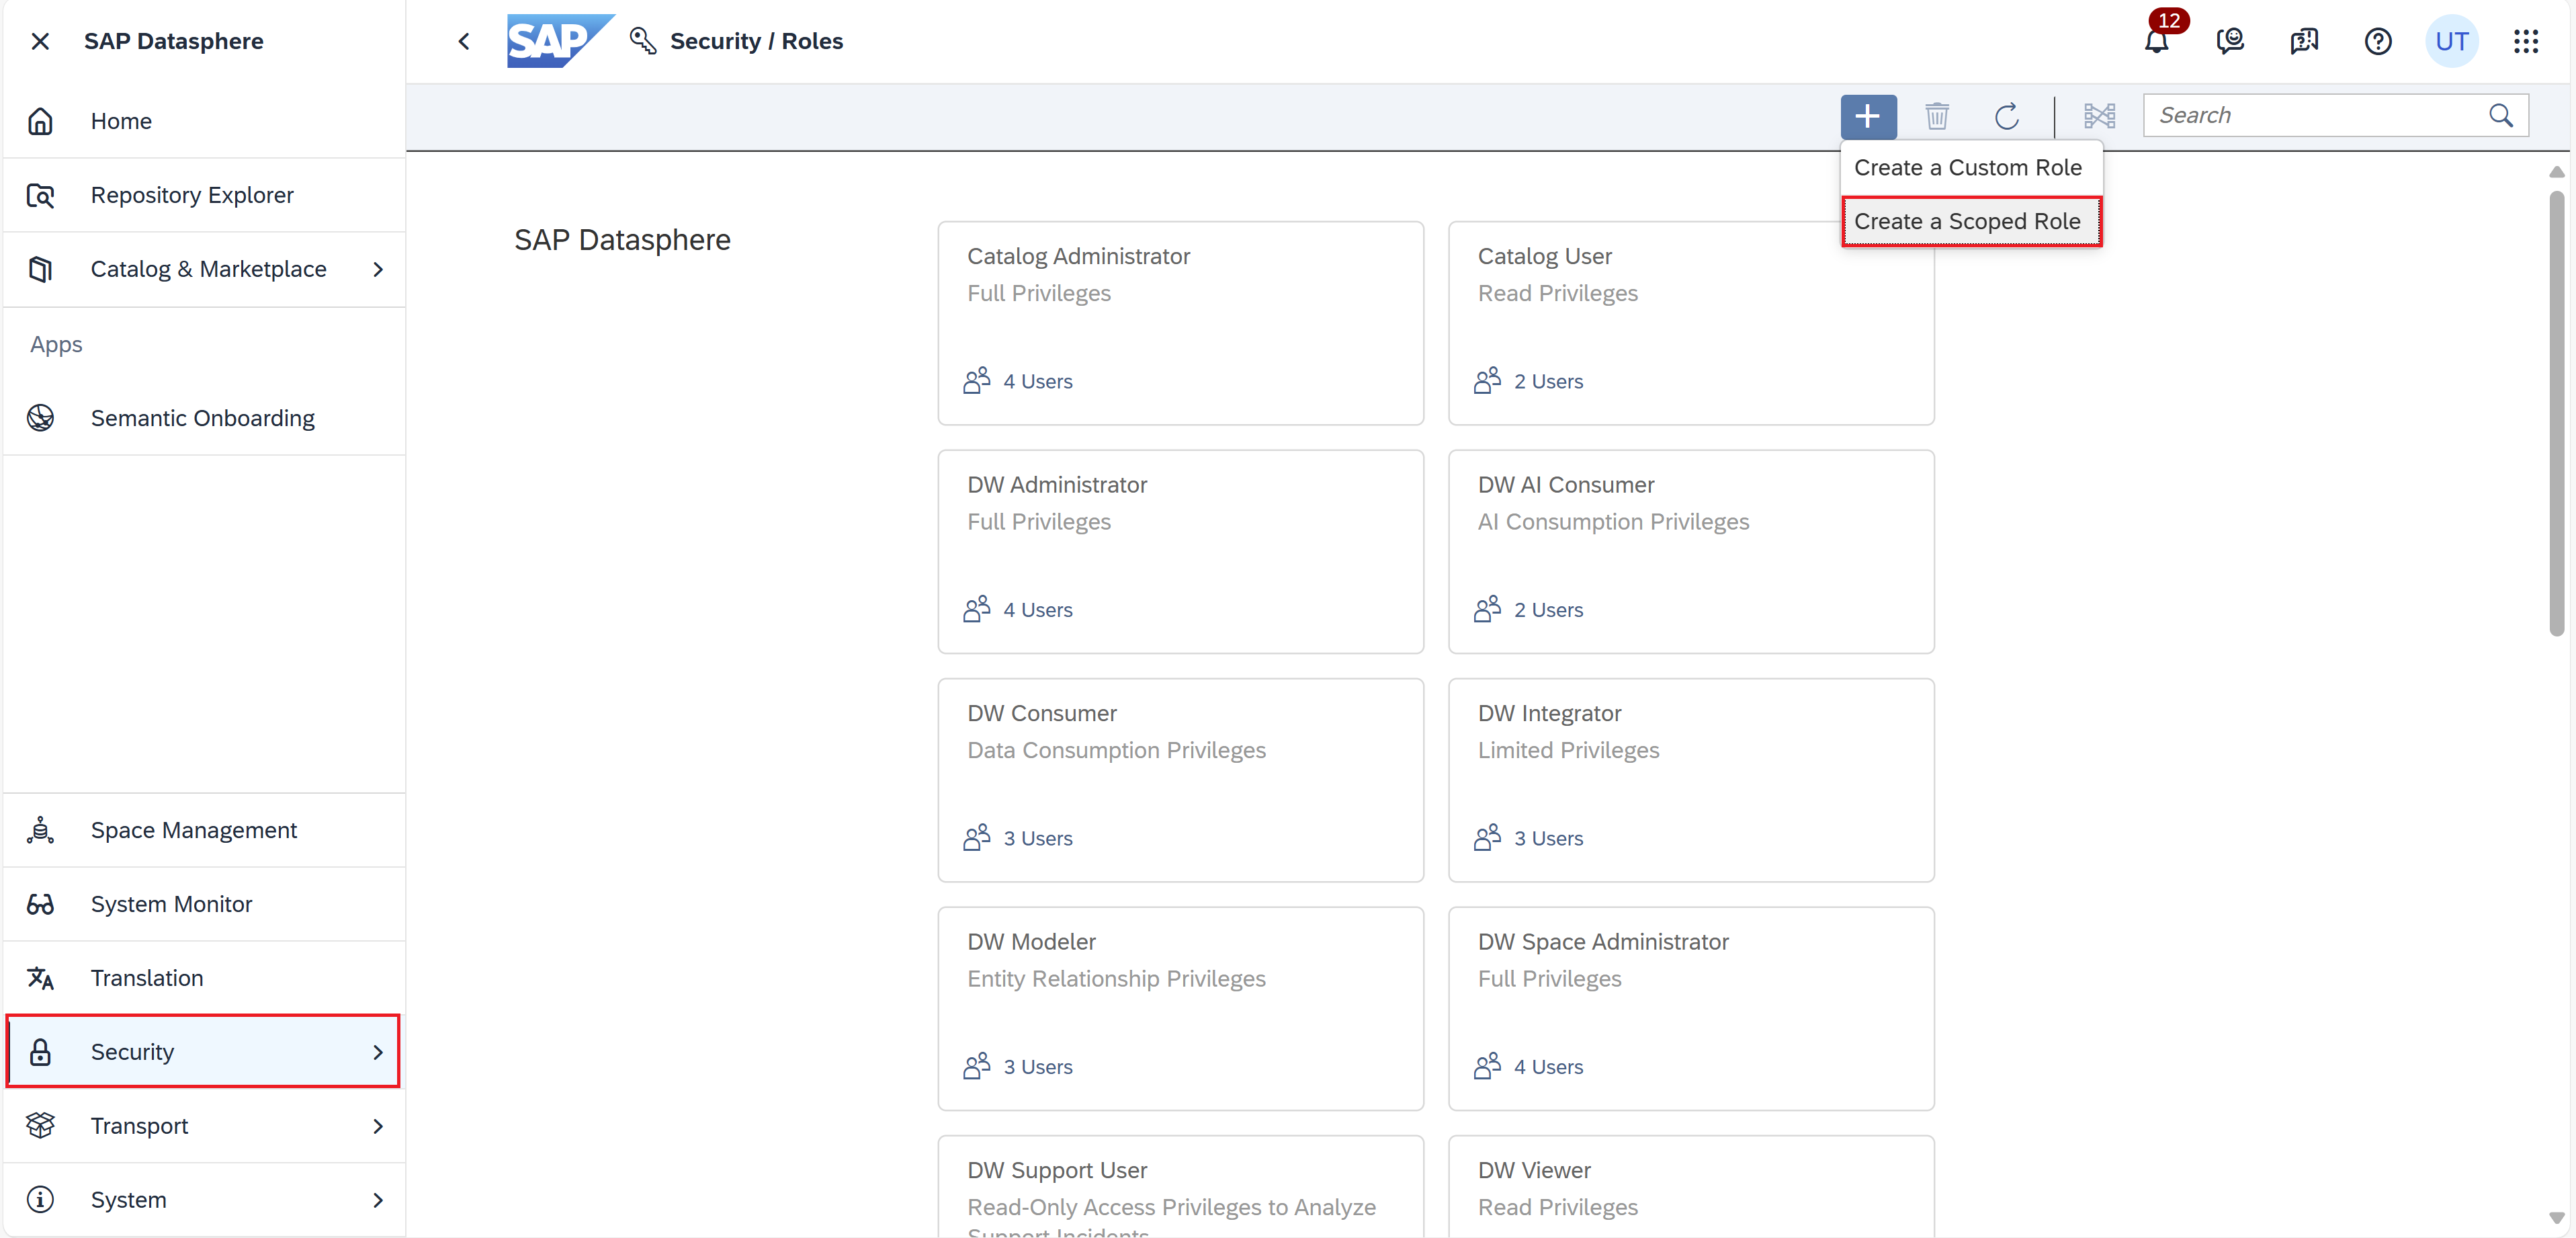 SAP Datasphere
SAP
Security / Roles
12
UT
Home
Repository Explorer
Catalog & Marketplace
Apps
Semantic Onboarding
Space Management
System Monitor
Translation
Security
Transport
System
Search
Create a Custom Role
Create a Scoped Role
SAP Datasphere
Catalog Administrator
Full Privileges
4 Users
Catalog User
Read Privileges
2 Users
DW Administrator
Full Privileges
4 Users
DW AI Consumer
AI Consumption Privileges
2 Users
DW Consumer
Data Consumption Privileges
3 Users
DW Integrator
Limited Privileges
3 Users
DW Modeler
Entity Relationship Privileges
3 Users
DW Space Administrator
Full Privileges
4 Users
DW Support User
Read-Only Access Privileges to Analyze
Support Incidents
DW Viewer
Read Privileges